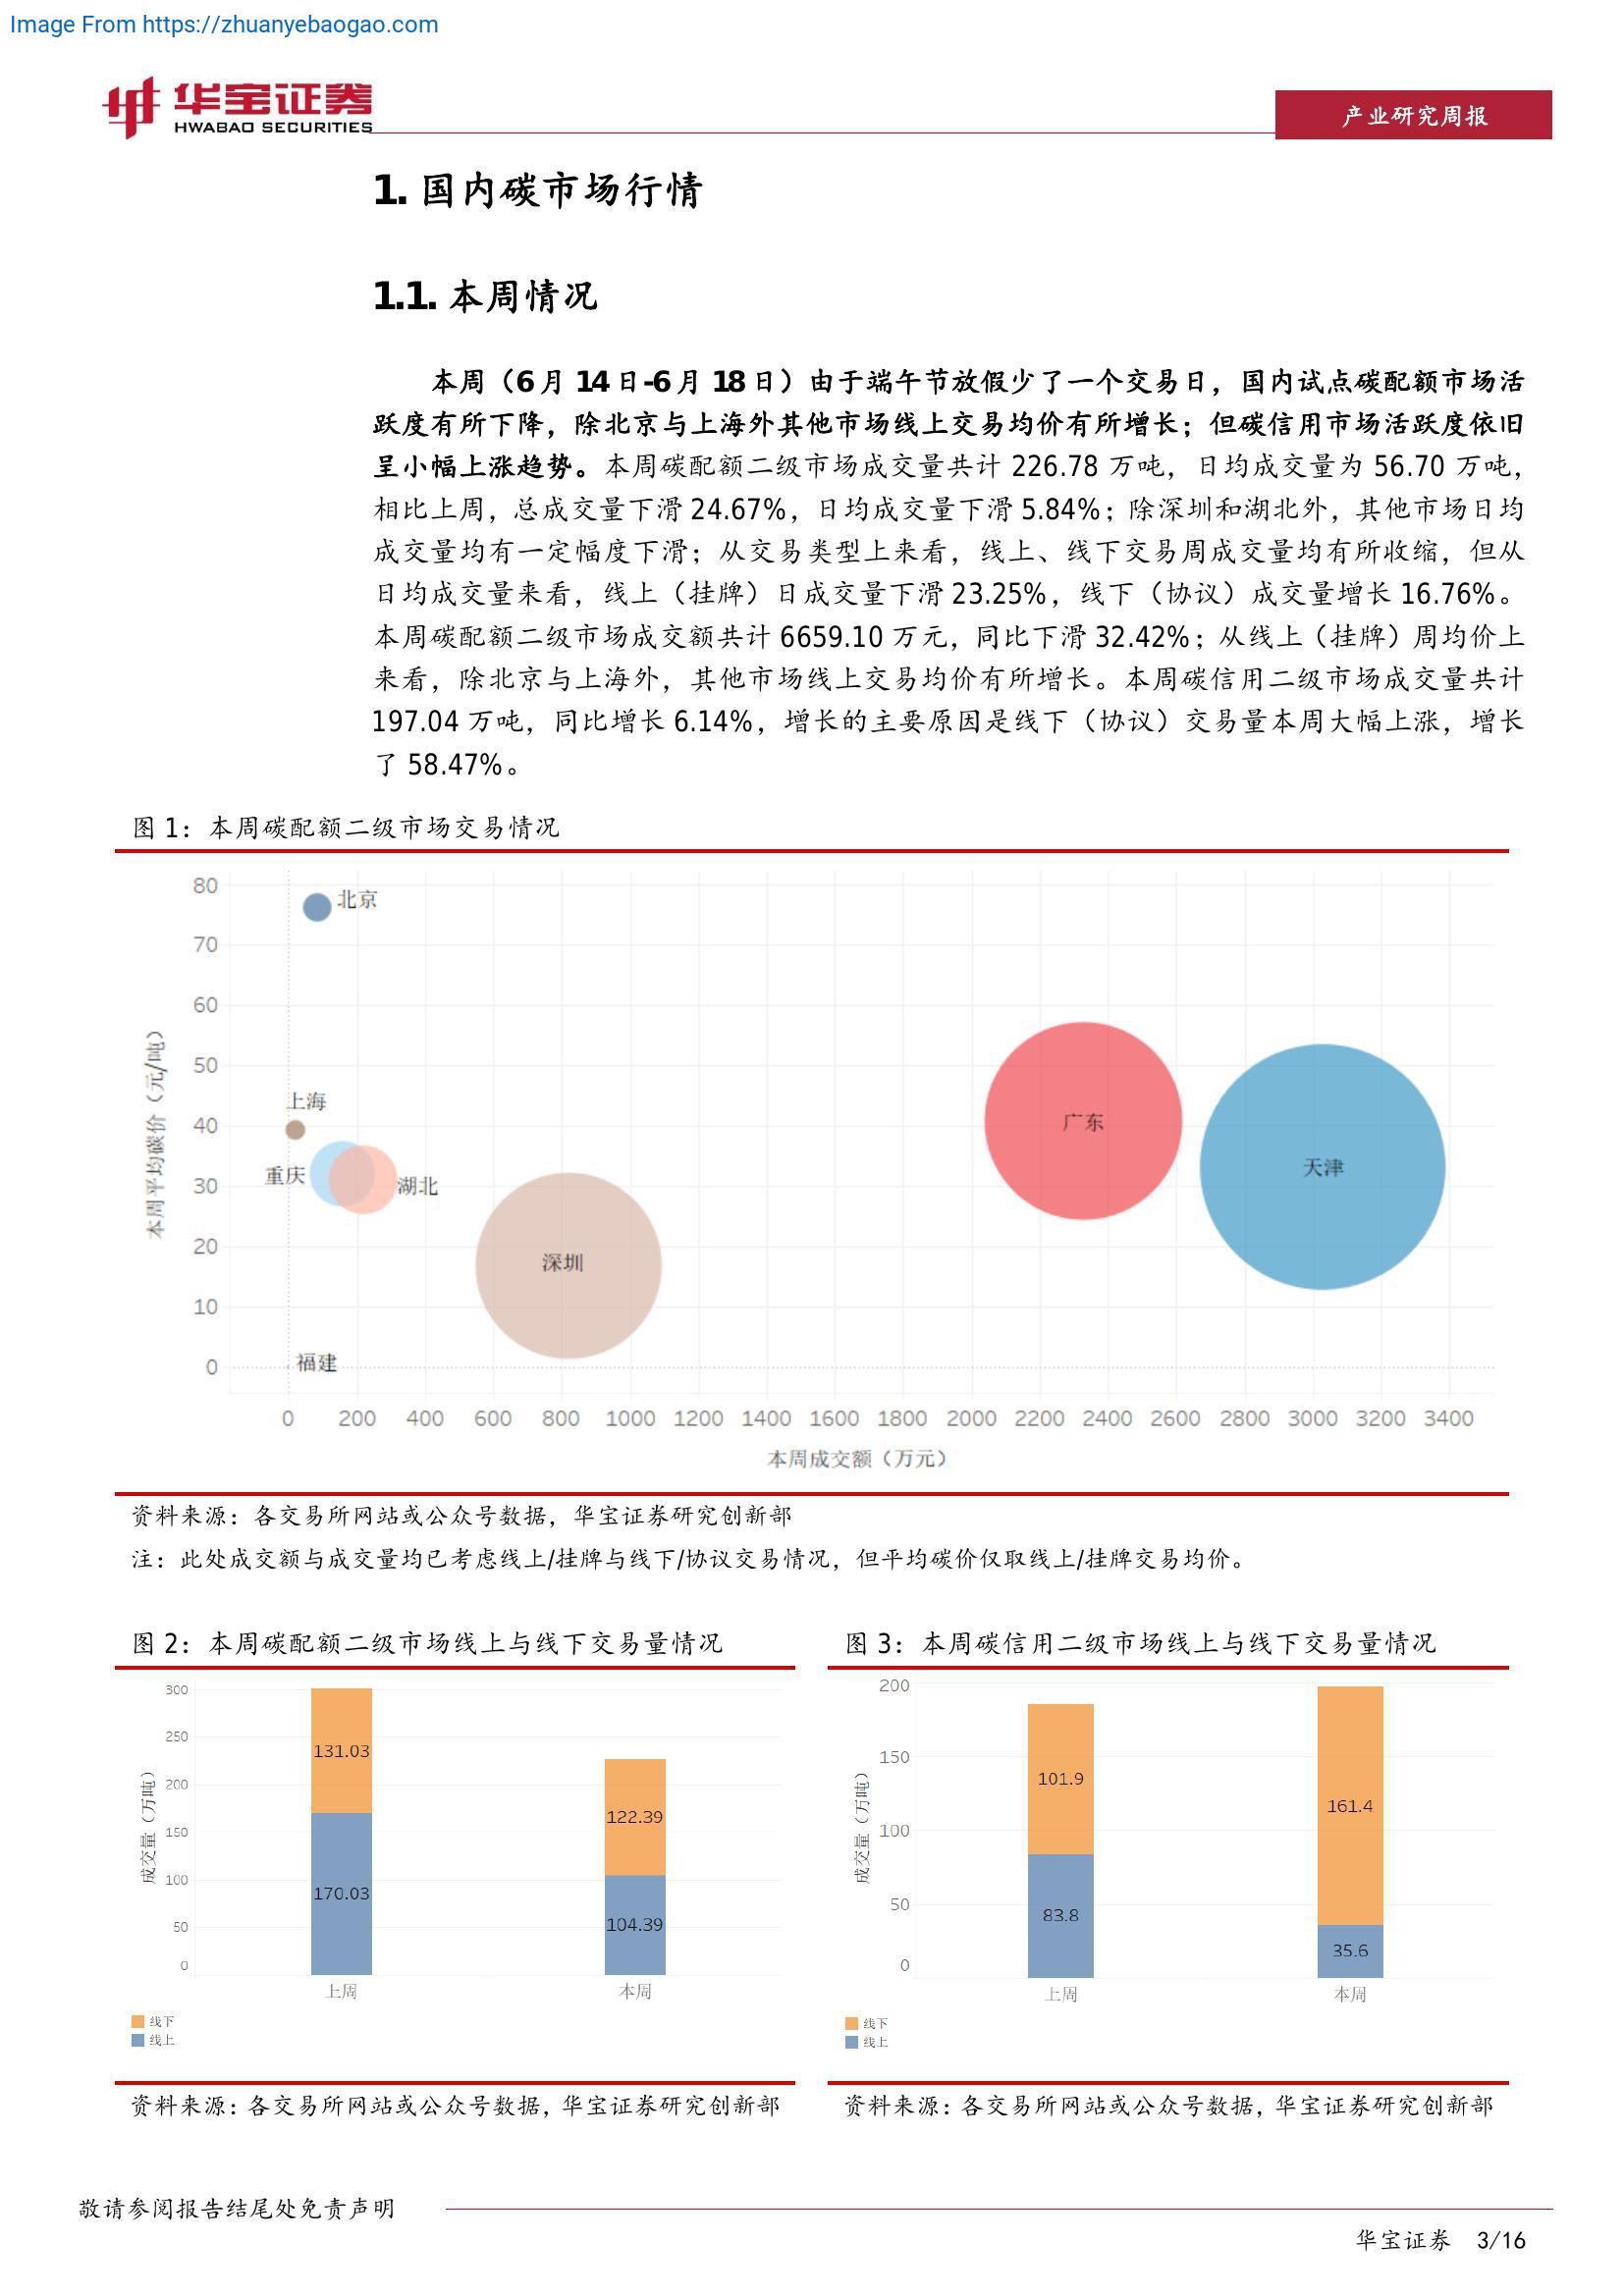 Image From https://zhuanyebaogao.com
华宝证券
HWABAO SECURITIES
产业研究周报
1. 国内碳市场行情
1.1. 本周情况
本周（6月 14日-6月 18日）由于端午节放假少了一个交易日，国内试点碳配额市场活
跃度有所下降，除北京与上海外其他市场线上交易均价有所增长；但碳信用市场活跃度依旧
呈小幅上涨趋势。本周碳配额二级市场成交量共计 226.78 万吨，日均成交量为 56.70 万吨，
相比上周，总成交量下滑 24.67%，日均成交量下滑 5.84%；除深圳和湖北外，其他市场日均
成交量均有一定幅度下滑；从交易类型上来看，线上、线下交易周成交量均有所收缩，但从
日均成交量来看，线上（挂牌）日成交量下滑 23.25%，线下（协议）成交量增长 16.76%。
本周碳配额二级市场成交额共计 6659.10 万元，同比下滑 32.42%；从线上（挂牌）周均价上
来看，除北京与上海外，其他市场线上交易均价有所增长。本周碳信用二级市场成交量共计
197.04 万吨，同比增长 6.14%，增长的主要原因是线下（协议）交易量本周大幅上涨，增长
了 58.47%。
图 1：本周碳配额二级市场交易情况
本周平均碳价（元/吨）
80
70
60
50
40
30
20
10
0
北京
上海
重庆
湖北
深圳
广东
天津
福建
0 200 400 600 800 1000 1200 1400 1600 1800 2000 2200 2400 2600 2800 3000 3200 3400
本周成交额（万元）
资料来源：各交易所网站或公众号数据，华宝证券研究创新部
注：此处成交额与成交量均已考虑线上/挂牌与线下/协议交易情况，但平均碳价仅取线上/挂牌交易均价。
图 2：本周碳配额二级市场线上与线下交易量情况
成交量（万吨）
300
250
200
150
100
50
0
131.03
170.03
122.39
104.39
上周 本周
线下
线上
资料来源：各交易所网站或公众号数据，华宝证券研究创新部
图 3：本周碳信用二级市场线上与线下交易量情况
成交量（万吨）
200
150
100
50
0
101.9
83.8
161.4
35.6
上周 本周
线下
线上
资料来源：各交易所网站或公众号数据，华宝证券研究创新部
敬请参阅报告结尾处免责声明
华宝证券 3/16